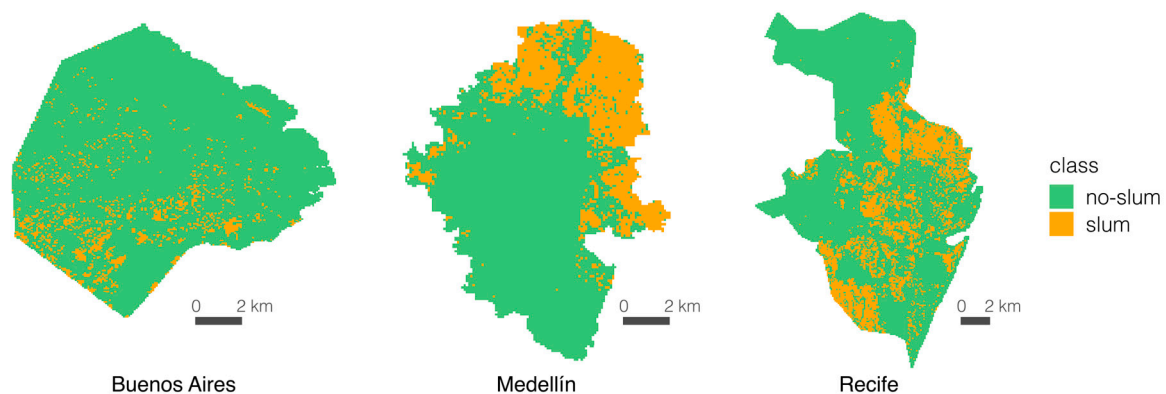 class
no-slum
slum
0 2 km
0 2 km
0 2 km
Buenos Aires
Medellín
Recife